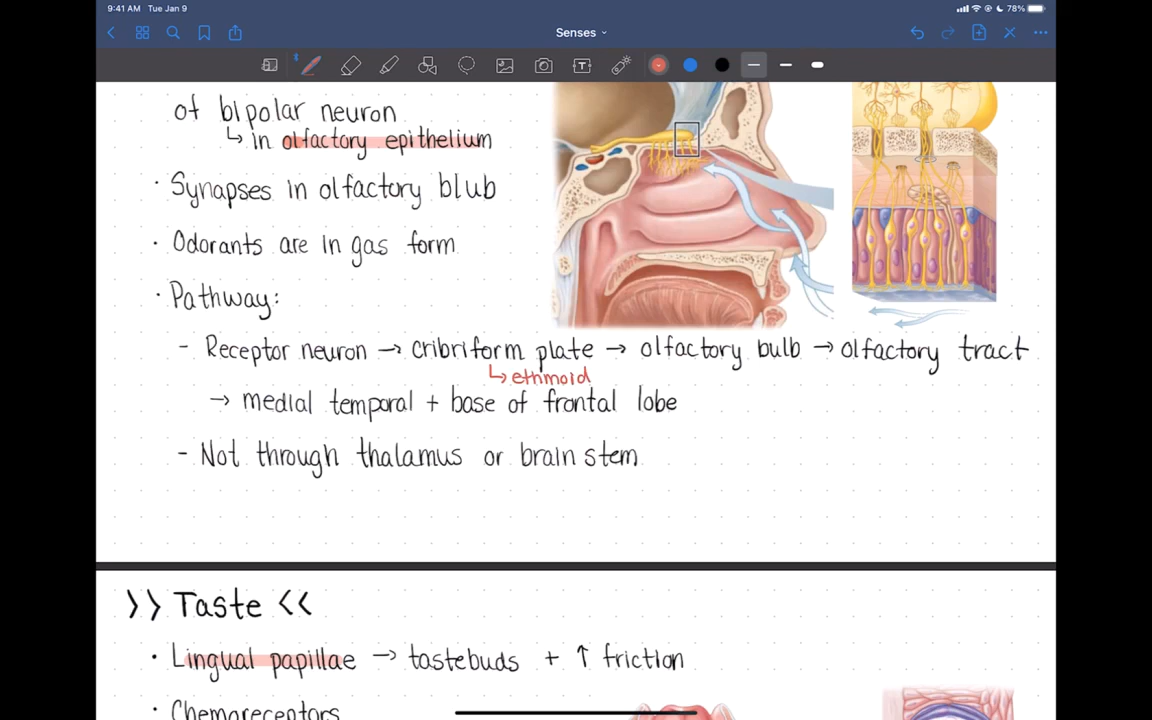 9:41 AM Tue Jan 9
78%
Senses
of bipolar neuron
↳ in olfactory epithelium
· Synapses in olfactory blub
· Odorants are in gas form
· Pathway:
- Receptor neuron → cribriform plate → olfactory bulb → olfactory tract
↳ ethmoid
→ medial temporal + base of frontal lobe
- Not through thalamus or brain stem
>> Taste <<
· Lingual papillae → tastebuds + ↑ friction
· Chemoreceptors